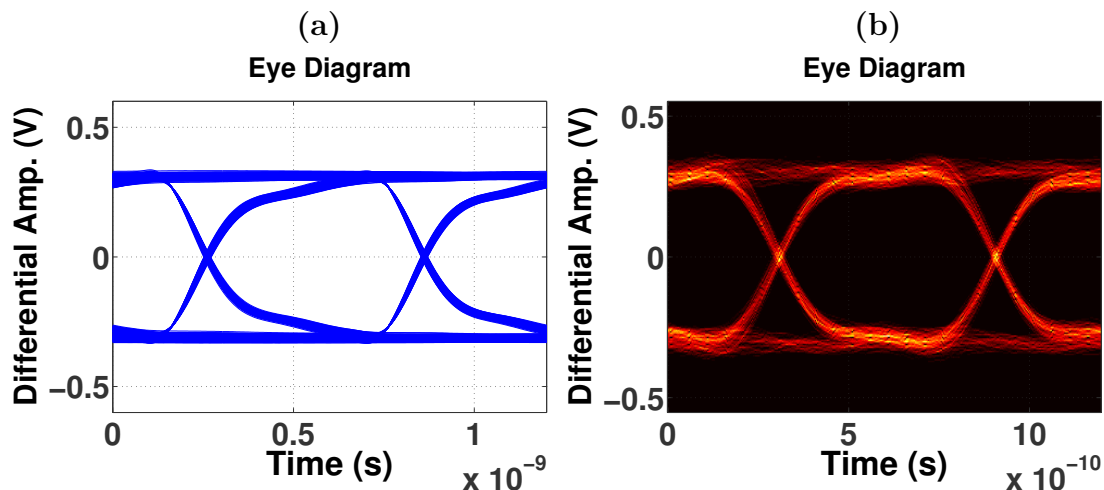 (a)
Eye Diagram
Differential Amp. (V)
0.5
0
−0.5
0
0.5
1
Time (s)
x 10⁻⁹
(b)
Eye Diagram
Differential Amp. (V)
0.5
0
−0.5
0
5
10
Time (s)
x 10⁻¹⁰